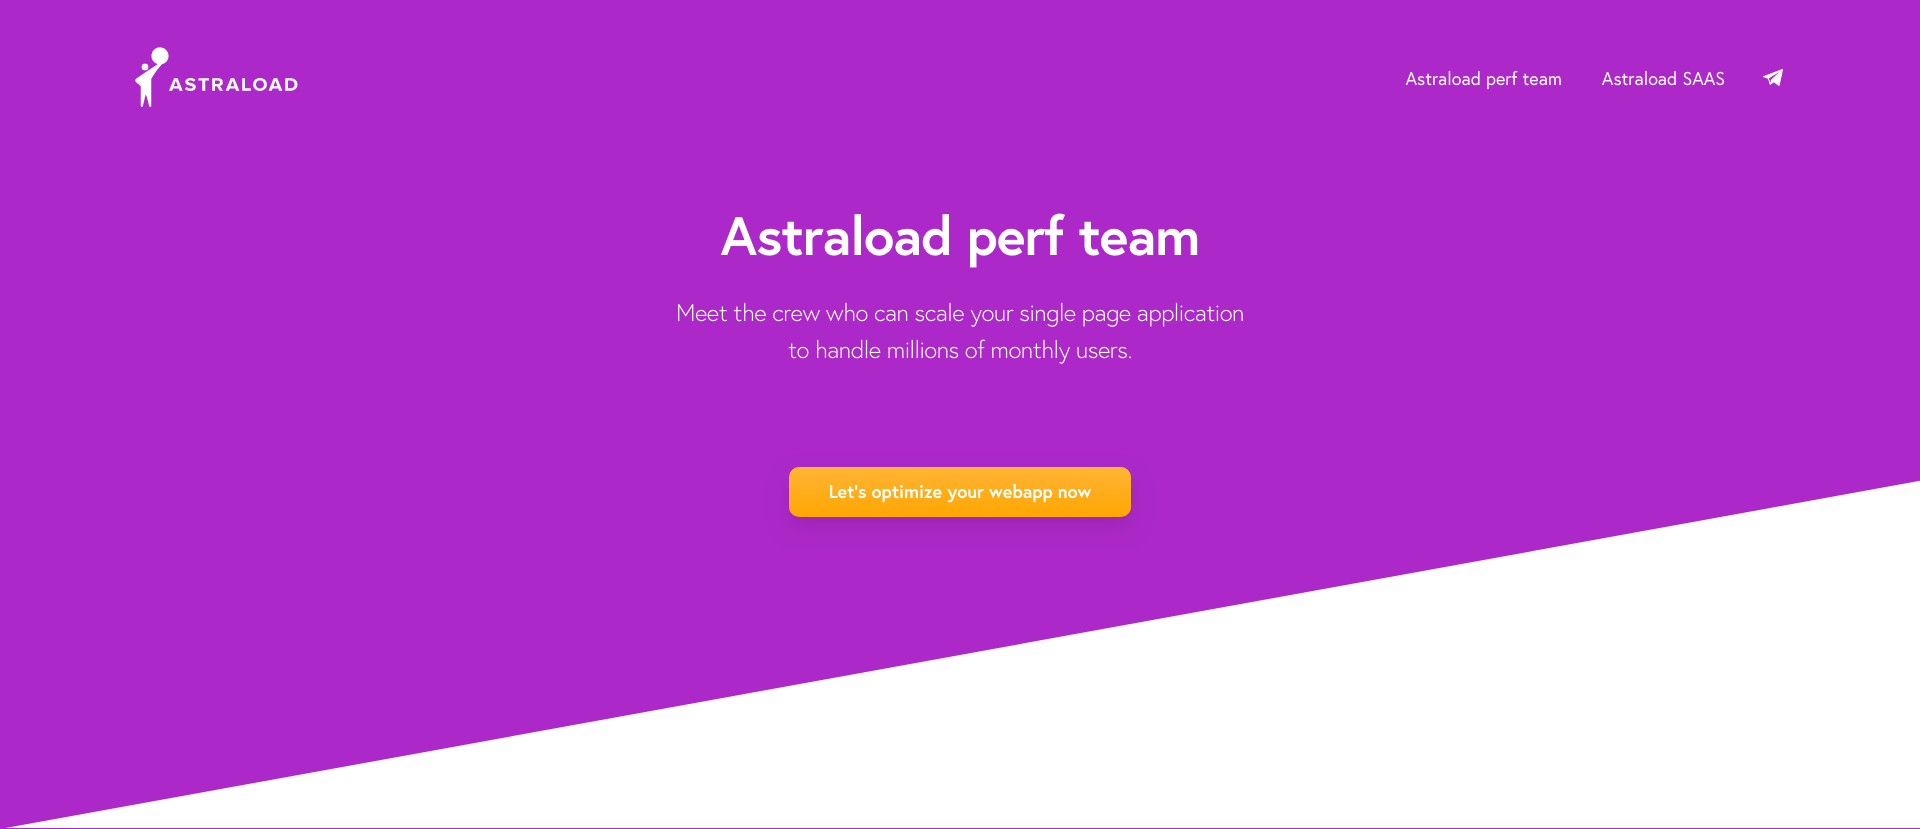 ASTRALOAD
Astraload perf team
Astraload SAAS
Astraload perf team
Meet the crew who can scale your single page application
to handle millions of monthly users.
Let's optimize your webapp now